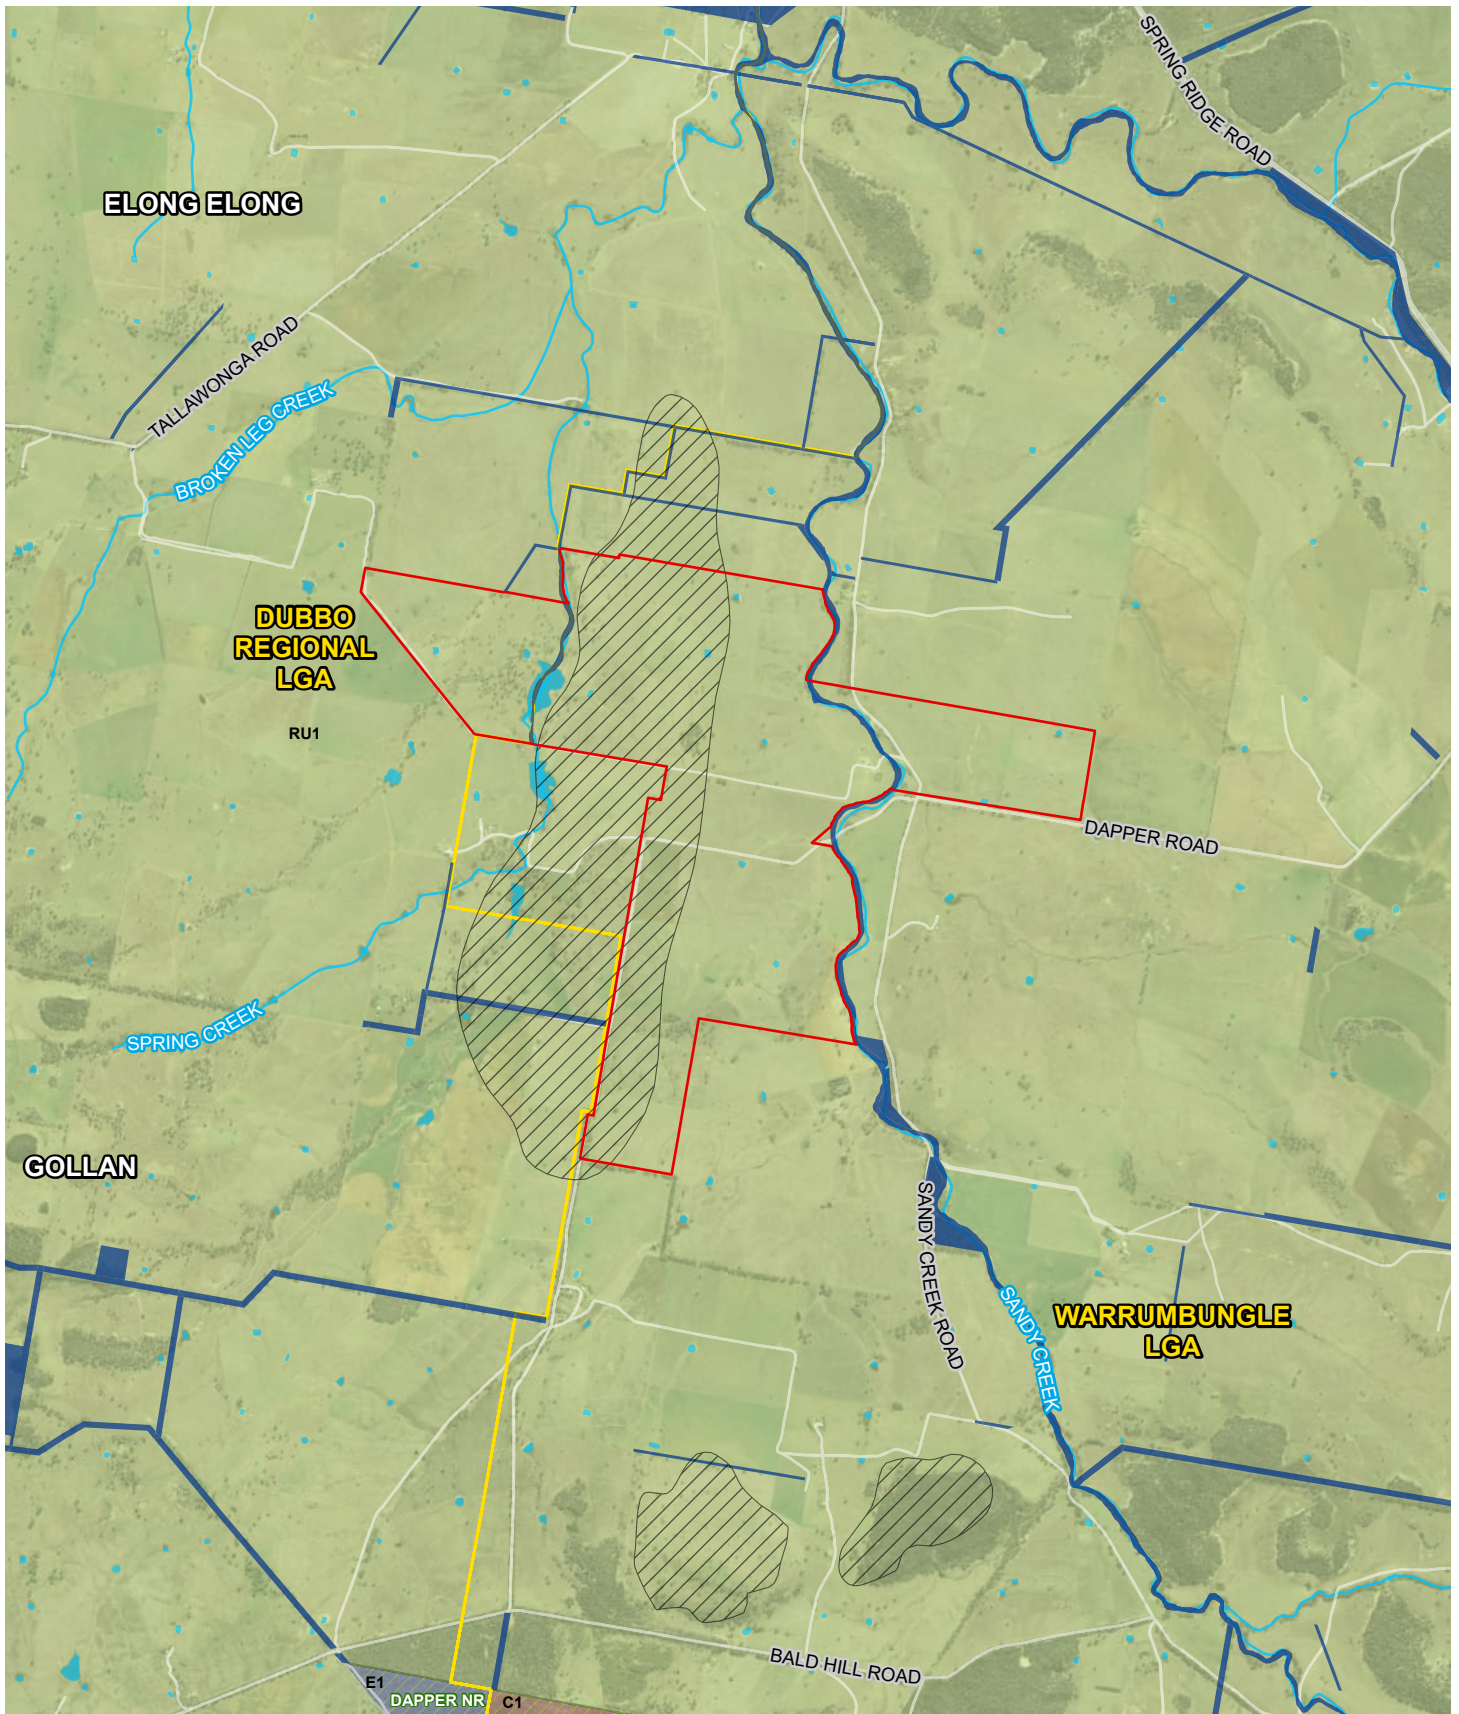 SPRING RIDGE ROAD
ELONG ELONG
TALLAWONGA ROAD
BROKEN LEG CREEK
DUBBO
REGIONAL
LGA
RU1
DAPPER ROAD
SPRING CREEK
GOLLAN
SANDY CREEK ROAD
SANDY CREEK
WARRUMBUNGLE
LGA
BALD HILL ROAD
E1
DAPPER NR
C1